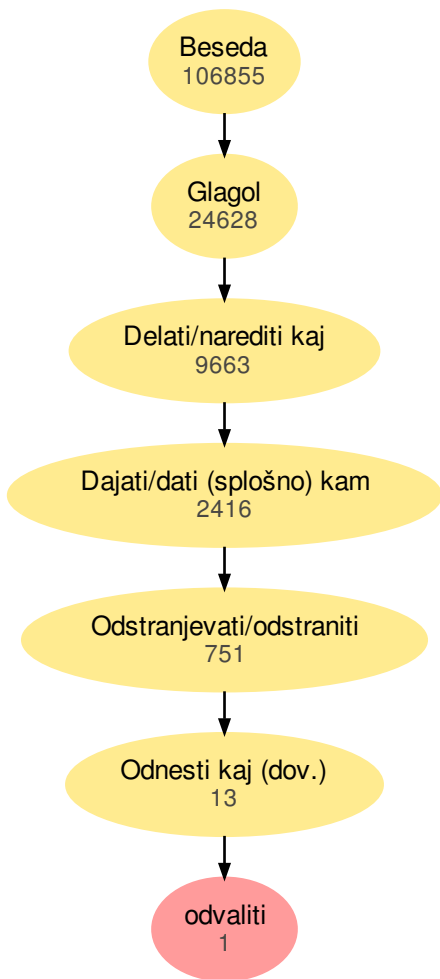 Beseda
106855
Glagol
24628
Delati/narediti kaj
9663
Dajati/dati (splošno) kam
2416
Odstranjevati/odstraniti
751
Odnesti kaj (dov.)
13
odvaliti
1